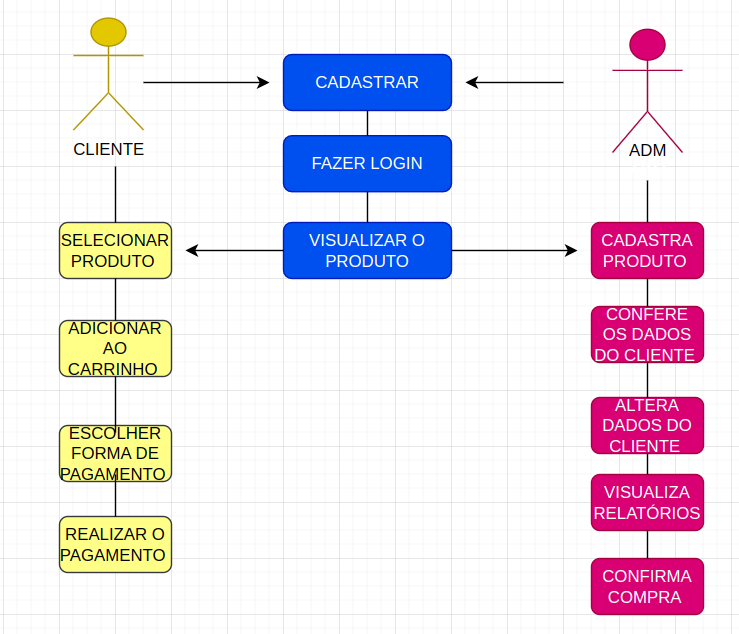 CADASTRAR
CLIENTE
ADM
FAZER LOGIN
SELECIONAR
PRODUTO
VISUALIZAR O
PRODUTO
CADASTRA
PRODUTO
ADICIONAR
AO
CARRINHO
CONFERE
OS DADOS
DO CLIENTE
ESCOLHER
FORMA DE
PAGAMENTO
ALTERA
DADOS DO
CLIENTE
REALIZAR O
PAGAMENTO
VISUALIZA
RELATÓRIOS
CONFIRMA
COMPRA